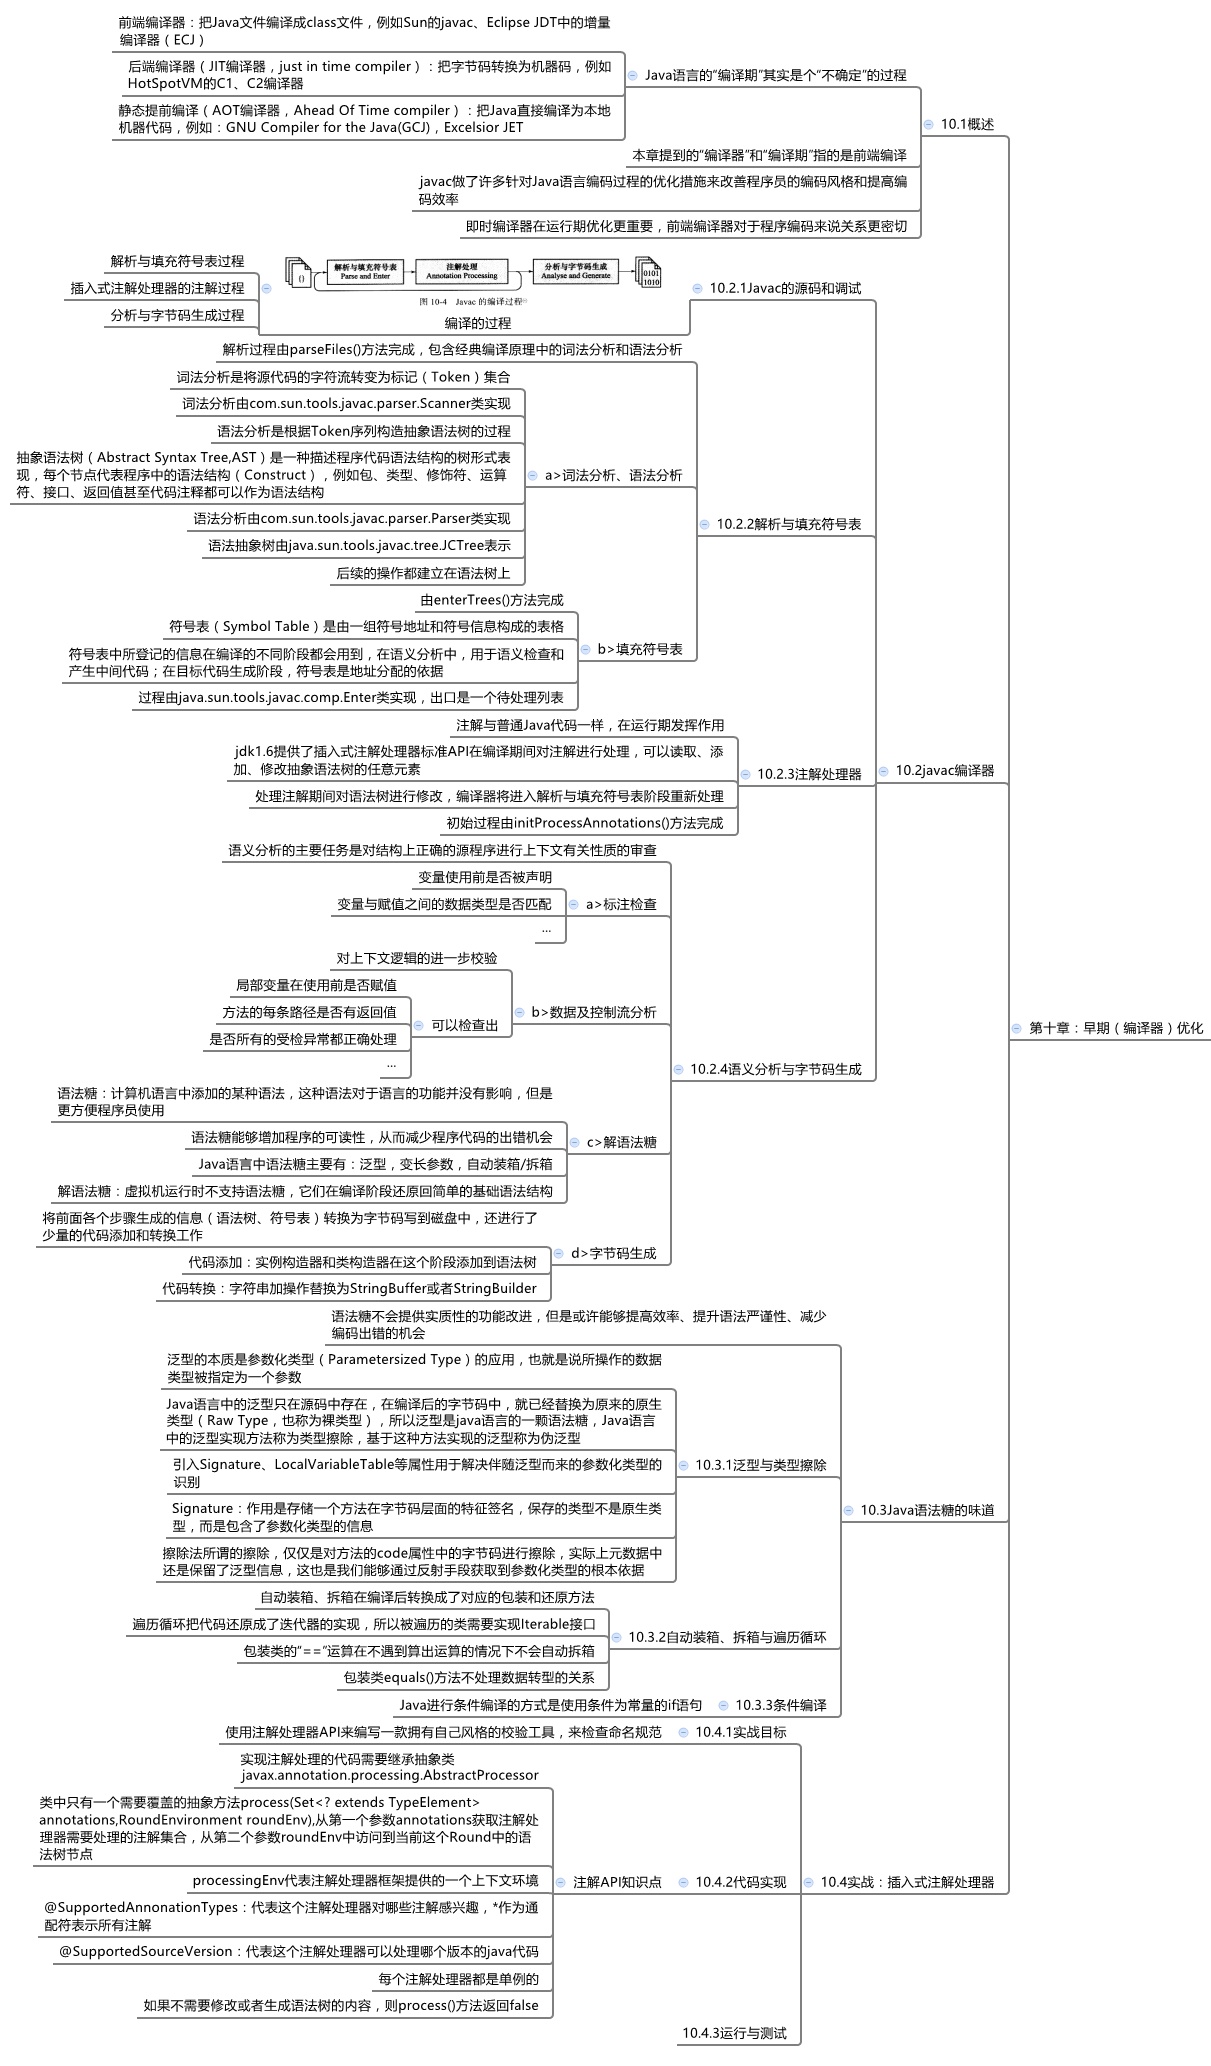 前端编译器：把Java文件编译成class文件，例如Sun的javac、Eclipse JDT中的增量
编译器（ECJ）
后端编译器（JIT编译器，just in time compiler）：把字节码转换为机器码，例如
HotSpotVM的C1、C2编译器
Java语言的"编译期"其实是个"不确定"的过程
静态提前编译（AOT编译器，Ahead Of Time compiler）：把Java直接编译为本地
机器代码，例如：GNU Compiler for the Java(GCJ)，Excelsior JET
10.1概述
本章提到的"编译器"和"编译期"指的是前端编译
javac做了许多针对Java语言编码过程的优化措施来改善程序员的编码风格和提高编
码效率
即时编译器在运行期优化更重要，前端编译器对于程序编码来说关系更密切
解析与填充符号表过程
插入式注解处理器的注解过程
分析与字节码生成过程
{}
解析与填充符号表
Parse and Enter
注解处理
Annotation Processing
分析与字节码生成
Analyse and Generate
0101
1010
图 10-4 Javac 的编译过程
编译的过程
10.2.1Javac的源码和调试
解析过程由parseFiles()方法完成，包含经典编译原理中的词法分析和语法分析
词法分析是将源代码的字符流转变为标记（Token）集合
词法分析由com.sun.tools.javac.parser.Scanner类实现
语法分析是根据Token序列构造抽象语法树的过程
抽象语法树（Abstract Syntax Tree,AST）是一种描述程序代码语法结构的树形式表
现，每个节点代表程序中的语法结构（Construct），例如包、类型、修饰符、运算
符、接口、返回值甚至代码注释都可以作为语法结构
a>词法分析、语法分析
语法分析由com.sun.tools.javac.parser.Parser类实现
语法抽象树由java.sun.tools.javac.tree.JCTree表示
后续的操作都建立在语法树上
10.2.2解析与填充符号表
由enterTrees()方法完成
符号表（Symbol Table）是由一组符号地址和符号信息构成的表格
符号表中所登记的信息在编译的不同阶段都会用到，在语义分析中，用于语义检查和
产生中间代码；在目标代码生成阶段，符号表是地址分配的依据
b>填充符号表
过程由java.sun.tools.javac.comp.Enter类实现，出口是一个待处理列表
注解与普通Java代码一样，在运行期发挥作用
jdk1.6提供了插入式注解处理器标准API在编译期间对注解进行处理，可以读取、添
加、修改抽象语法树的任意元素
10.2.3注解处理器
10.2javac编译器
处理注解期间对语法树进行修改，编译器将进入解析与填充符号表阶段重新处理
初始过程由initProcessAnnotations()方法完成
语义分析的主要任务是对结构上正确的源程序进行上下文有关性质的审查
变量使用前是否被声明
变量与赋值之间的数据类型是否匹配
a>标注检查
...
对上下文逻辑的进一步校验
局部变量在使用前是否赋值
方法的每条路径是否有返回值
可以检查出
b>数据及控制流分析
是否所有的受检异常都正确处理
...
第十章：早期（编译器）优化
10.2.4语义分析与字节码生成
语法糖：计算机语言中添加的某种语法，这种语法对于语言的功能并没有影响，但是
更方便程序员使用
语法糖能够增加程序的可读性，从而减少程序代码的出错机会
c>解语法糖
Java语言中语法糖主要有：泛型，变长参数，自动装箱/拆箱
解语法糖：虚拟机运行时不支持语法糖，它们在编译阶段还原回简单的基础语法结构
将前面各个步骤生成的信息（语法树、符号表）转换为字节码写到磁盘中，还进行了
少量的代码添加和转换工作
d>字节码生成
代码添加：实例构造器和类构造器在这个阶段添加到语法树
代码转换：字符串加操作替换为StringBuffer或者StringBuilder
语法糖不会提供实质性的功能改进，但是或许能够提高效率、提升语法严谨性、减少
编码出错的机会
泛型的本质是参数化类型（Parametersized Type）的应用，也就是说所操作的数据
类型被指定为一个参数
Java语言中的泛型只在源码中存在，在编译后的字节码中，就已经替换为原来的原生
类型（Raw Type，也称为裸类型），所以泛型是java语言的一颗语法糖，Java语言
中的泛型实现方法称为类型擦除，基于这种方法实现的泛型称为伪泛型
10.3.1泛型与类型擦除
引入Signature、LocalVariableTable等属性用于解决伴随泛型而来的参数化类型的
识别
Signature：作用是存储一个方法在字节码层面的特征签名，保存的类型不是原生类
型，而是包含了参数化类型的信息
10.3Java语法糖的味道
擦除法所谓的擦除，仅仅是对方法的code属性中的字节码进行擦除，实际上元数据中
还是保留了泛型信息，这也是我们能够通过反射手段获取到参数化类型的根本依据
自动装箱、拆箱在编译后转换成了对应的包装和还原方法
遍历循环把代码还原成了迭代器的实现，所以被遍历的类需要实现Iterable接口
10.3.2自动装箱、拆箱与遍历循环
包装类的"=="运算在不遇到算出运算的情况下不会自动拆箱
包装类equals()方法不处理数据转型的关系
Java进行条件编译的方式是使用条件为常量的if语句
10.3.3条件编译
使用注解处理器API来编写一款拥有自己风格的校验工具，来检查命名规范
10.4.1实战目标
实现注解处理的代码需要继承抽象类
javax.annotation.processing.AbstractProcessor
类中只有一个需要覆盖的抽象方法process(Set<? extends TypeElement>
annotations,RoundEnvironment roundEnv),从第一个参数annotations获取注解处
理器需要处理的注解集合，从第二个参数roundEnv中访问到当前这个Round中的语
法树节点
processingEnv代表注解处理器框架提供的一个上下文环境
注解API知识点
10.4.2代码实现
10.4实战：插入式注解处理器
@SupportedAnnonationTypes：代表这个注解处理器对哪些注解感兴趣，*作为通
配符表示所有注解
@SupportedSourceVersion：代表这个注解处理器可以处理哪个版本的java代码
每个注解处理器都是单例的
如果不需要修改或者生成语法树的内容，则process()方法返回false
10.4.3运行与测试